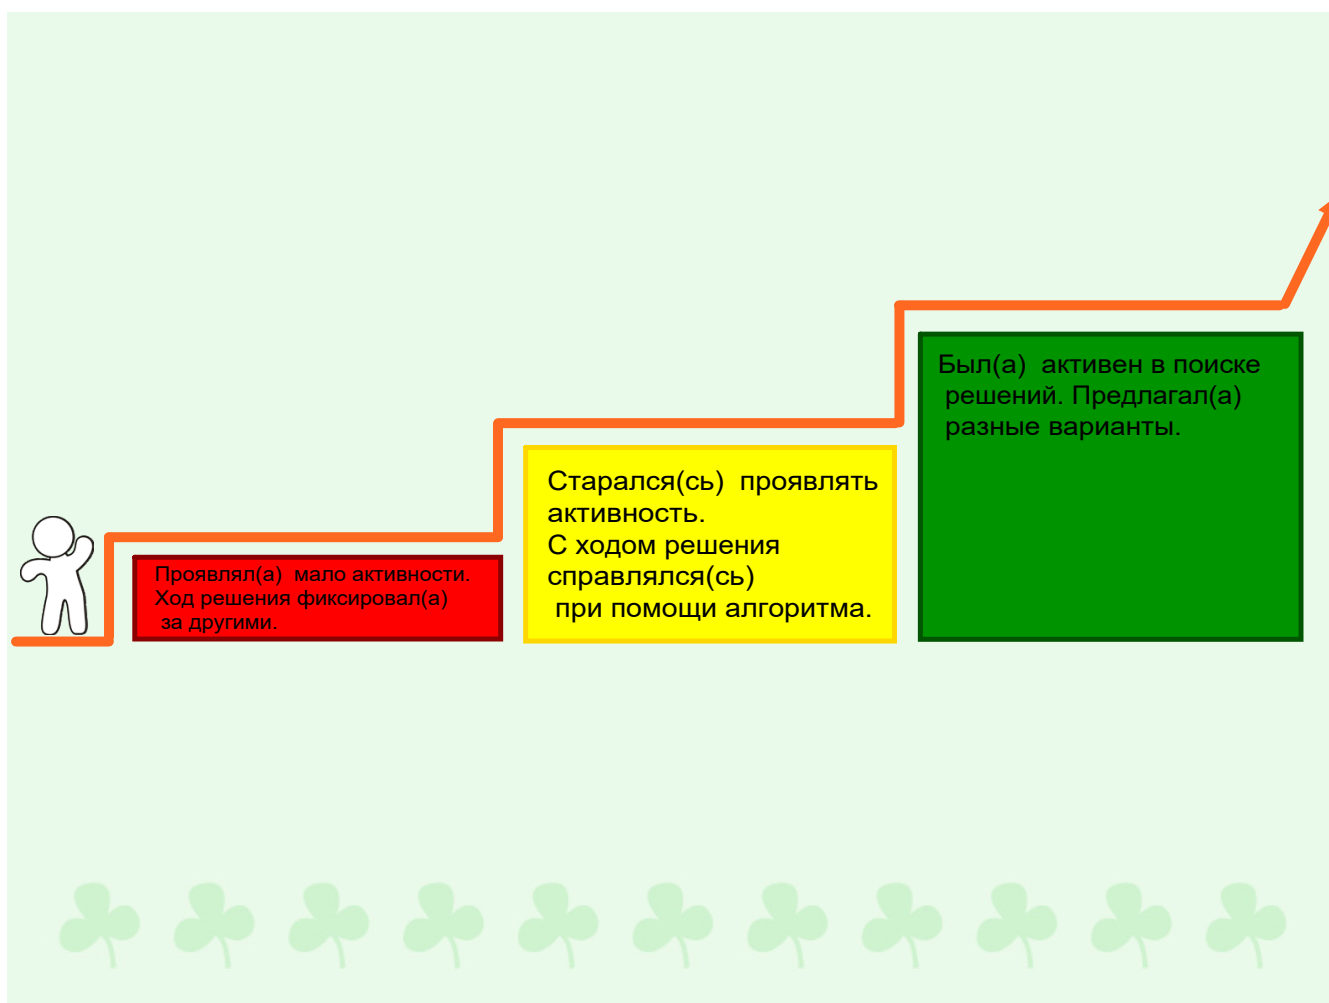 Проявлял(а) мало активности.
Ход решения фиксировал(а)
за другими.
Старался(сь) проявлять
активность.
С ходом решения
справлялся(сь)
при помощи алгоритма.
Был(а) активен в поиске
решений. Предлагал(а)
разные варианты.